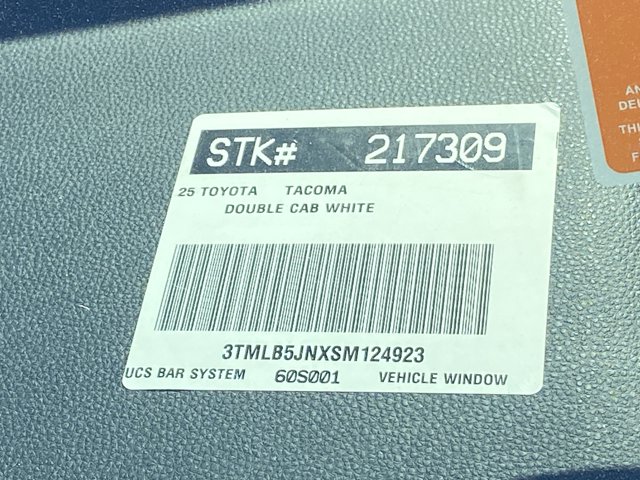 STK# 217309
25 TOYOTA TACOMA
DOUBLE CAB WHITE
3TMLB5JNXSM124923
UCS BAR SYSTEM 60S001 VEHICLE WINDOW